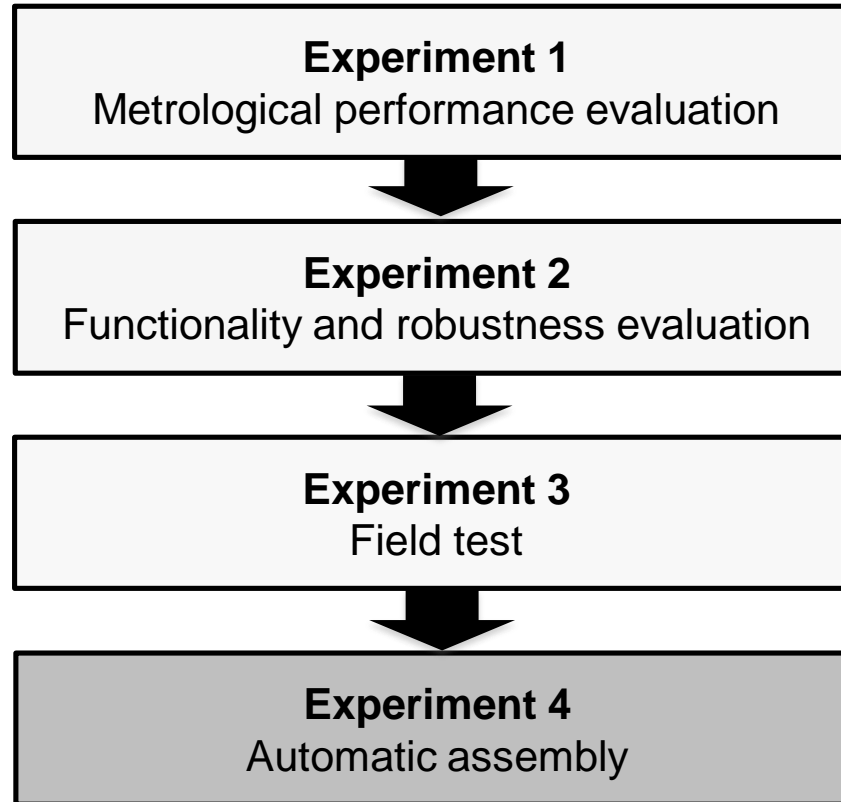 Experiment 1
Metrological performance evaluation
Experiment 2
Functionality and robustness evaluation
Experiment 3
Field test
Experiment 4
Automatic assembly